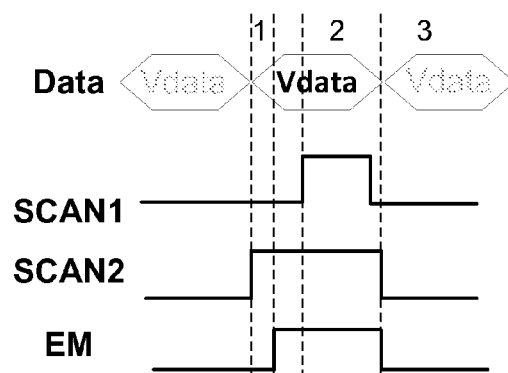 1 2 3
Data Vdata Vdata Vdata
SCAN1
SCAN2
EM